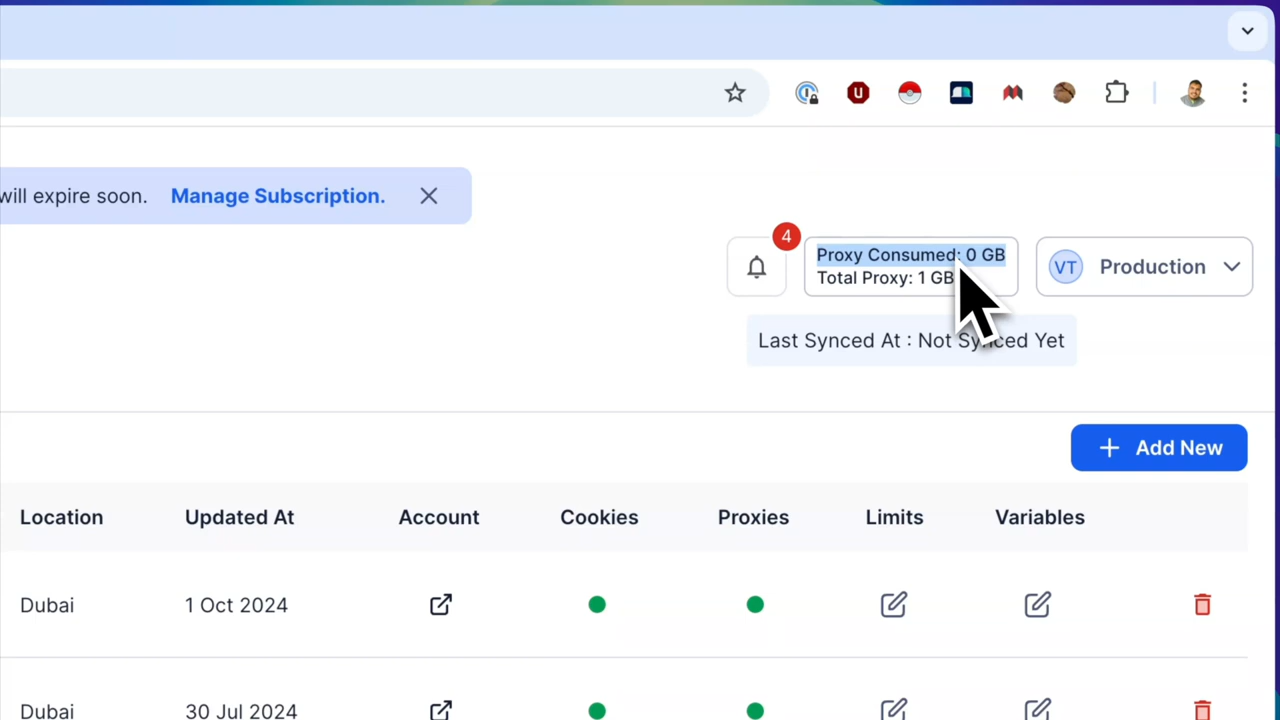 will expire soon. Manage Subscription.
4
Proxy Consumed: 0 GB
Total Proxy: 1 GB
VT Production
Last Synced At : Not Synced Yet
+ Add New
Location Updated At Account Cookies Proxies Limits Variables
Dubai 1 Oct 2024
Dubai 30 Jul 2024